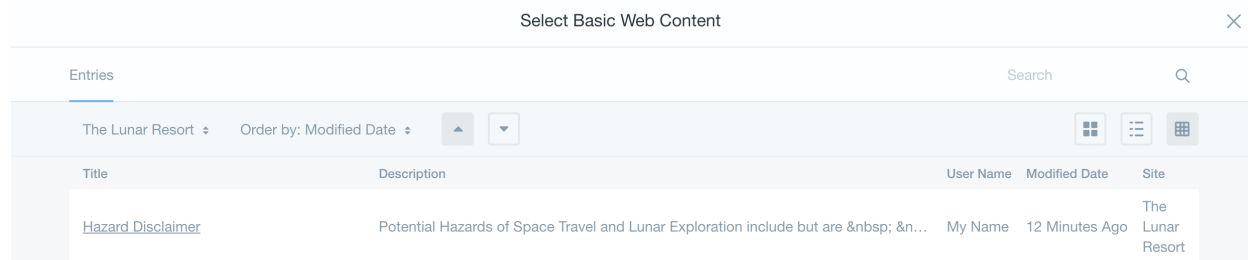 Select Basic Web Content
Entries
Search
The Lunar Resort
Order by: Modified Date
Title Description User Name Modified Date Site
Hazard Disclaimer Potential Hazards of Space Travel and Lunar Exploration include but are &nbsp; &n... My Name 12 Minutes Ago The
Lunar
Resort